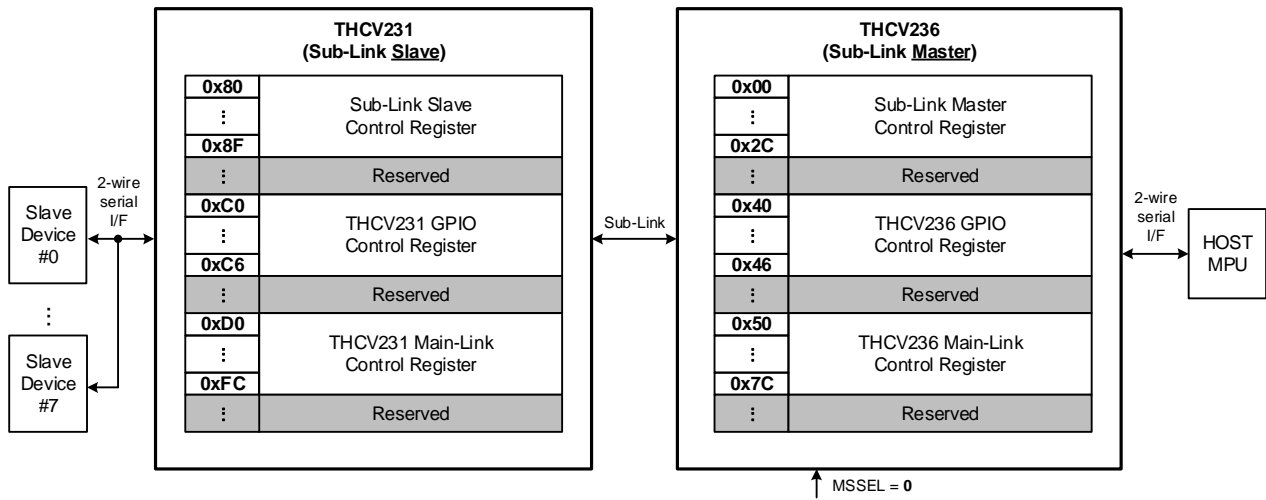 THCV231
(Sub-Link Slave)
0x80
⋮
0x8F
Sub-Link Slave
Control Register
⋮
Reserved
0xC0
⋮
0xC6
THCV231 GPIO
Control Register
⋮
Reserved
0xD0
⋮
0xFC
THCV231 Main-Link
Control Register
⋮
Reserved
2-wire
serial
I/F
Slave
Device
#0
⋮
Slave
Device
#7
Sub-Link
THCV236
(Sub-Link Master)
0x00
⋮
0x2C
Sub-Link Master
Control Register
⋮
Reserved
0x40
⋮
0x46
THCV236 GPIO
Control Register
⋮
Reserved
0x50
⋮
0x7C
THCV236 Main-Link
Control Register
⋮
Reserved
2-wire
serial
I/F
HOST
MPU
MSSEL = 0